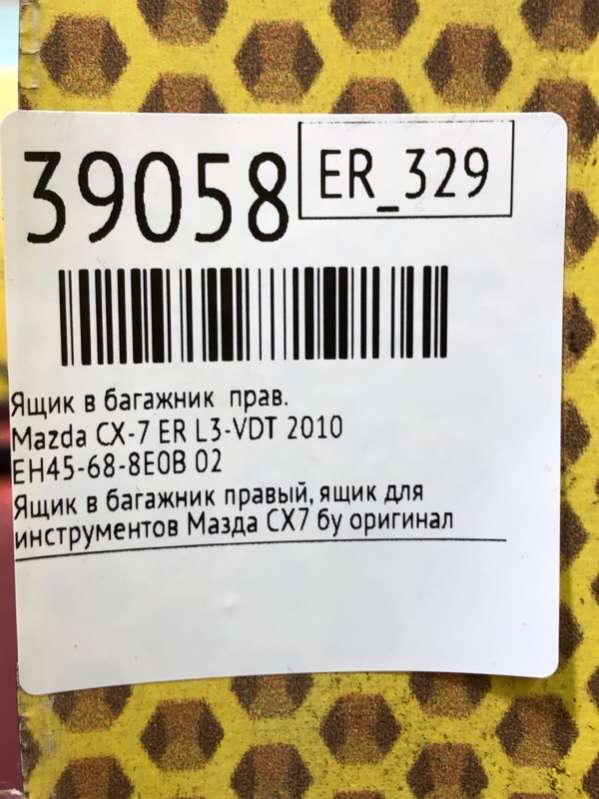 39058
ER_329
Ящик в багажник прав.
Mazda CX-7 ER L3-VDT 2010
EH45-68-8E0B 02
Ящик в багажник правый, ящик для
инструментов Мазда CX7 бу оригинал